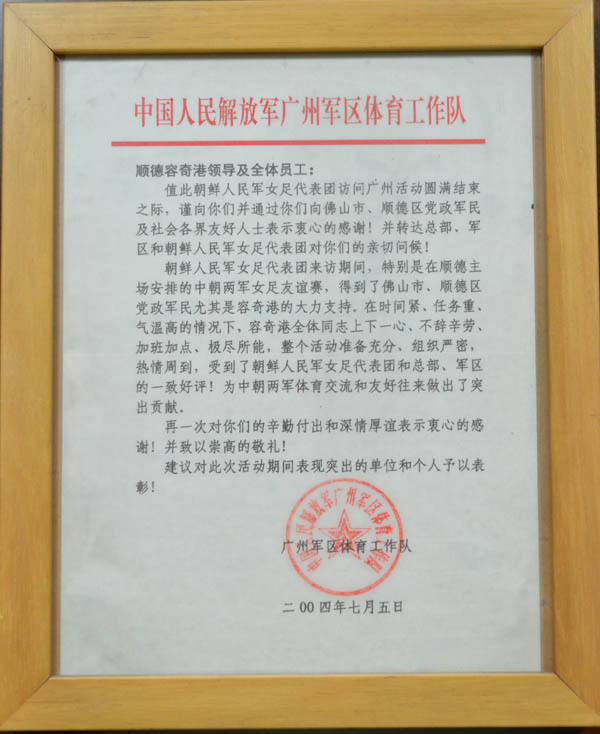 中国人民解放军广州军区体育工作队
顺德容奇港领导及全体员工：
值此朝鲜人民军女足代表团访问广州活动圆满结束
之际，谨向你们并通过你们向佛山市、顺德区党政军民
及社会各界友好人士表示衷心的感谢！并转达总部、军
区和朝鲜人民军女足代表团对你们的亲切问候！
朝鲜人民军女足代表团来访期间，特别是在顺德主
场安排的中朝两军女足友谊赛，得到了佛山市、顺德区
党政军民尤其是容奇港的大力支持。在时间紧、任务重、
气温高的情况下，容奇港全体同志上下一心、不辞辛劳、
加班加点、极尽所能，整个活动准备充分、组织严密，
热情周到，受到了朝鲜人民军女足代表团和总部、军区
的一致好评！为中朝两军体育交流和友好往来做出了突
出贡献。
再一次对你们的辛勤付出和深情厚谊表示衷心的感
谢！并致以崇高的敬礼！
建议对此次活动期间表现突出的单位和个人予以表
彰！
中国人民解放军广州军区体育工作队
广州军区体育工作队
二00四年七月五日